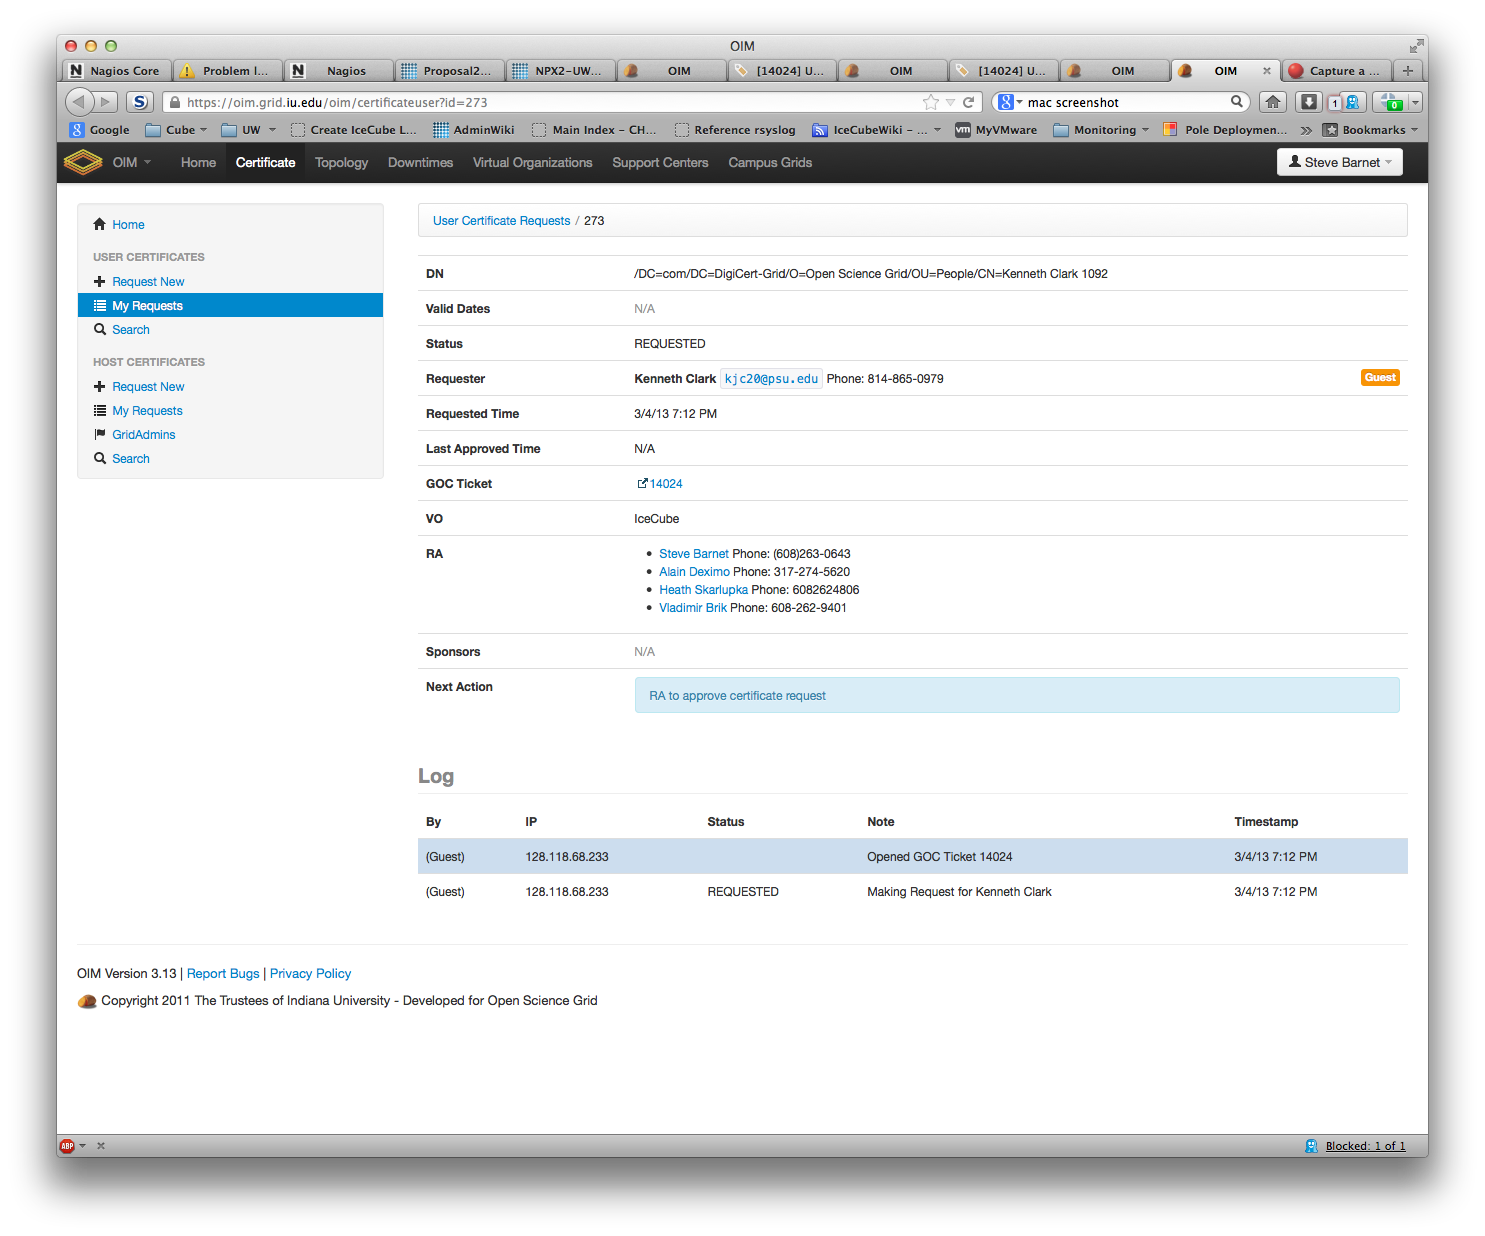 OIM
Nagios Core
Problem I...
Nagios
Proposal2...
NPX2-UW...
OIM
[14024] U...
OIM
[14024] U...
OIM
OIM
Capture a ...
https://oim.grid.iu.edu/oim/certificateuser?id=273
mac screenshot
1
0
Google
Cube
UW
Create IceCube L...
AdminWiki
Main Index - CH...
Reference rsyslog
IceCubeWiki - ...
MyVMware
Monitoring
Pole Deploymen...
Bookmarks
OIM
Home
Certificate
Topology
Downtimes
Virtual Organizations
Support Centers
Campus Grids
Steve Barnet
Home
USER CERTIFICATES
Request New
My Requests
Search
HOST CERTIFICATES
Request New
My Requests
GridAdmins
Search
User Certificate Requests / 273
DN /DC=com/DC=DigiCert-Grid/O=Open Science Grid/OU=People/CN=Kenneth Clark 1092
Valid Dates N/A
Status REQUESTED
Requester Kenneth Clark kjc20@psu.edu Phone: 814-865-0979 Guest
Requested Time 3/4/13 7:12 PM
Last Approved Time N/A
GOC Ticket 14024
VO IceCube
RA
• Steve Barnet Phone: (608)263-0643
• Alain Deximo Phone: 317-274-5620
• Heath Skarlupka Phone: 6082624806
• Vladimir Brik Phone: 608-262-9401
Sponsors N/A
Next Action RA to approve certificate request
Log
By IP Status Note Timestamp
(Guest) 128.118.68.233 Opened GOC Ticket 14024 3/4/13 7:12 PM
(Guest) 128.118.68.233 REQUESTED Making Request for Kenneth Clark 3/4/13 7:12 PM
OIM Version 3.13 | Report Bugs | Privacy Policy
Copyright 2011 The Trustees of Indiana University - Developed for Open Science Grid
ABP
Blocked: 1 of 1